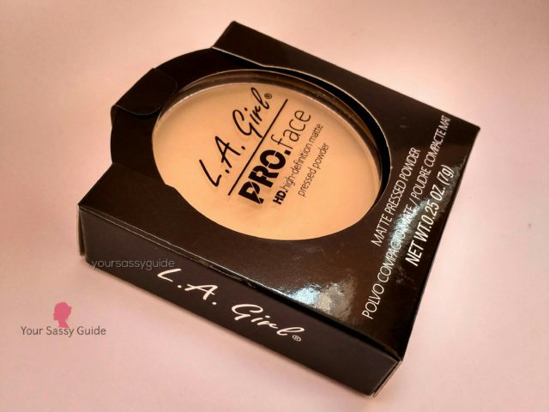 L.A. Girl®
PRO.face
HD.high-definition matte
pressed powder
MATTE PRESSED POWDER
POLVO COMPACTO MATE / POUDRE COMPACTE MAT
NET WT.0.25 OZ. (7g)
L.A. Girl®
yoursassyguide
Your Sassy Guide